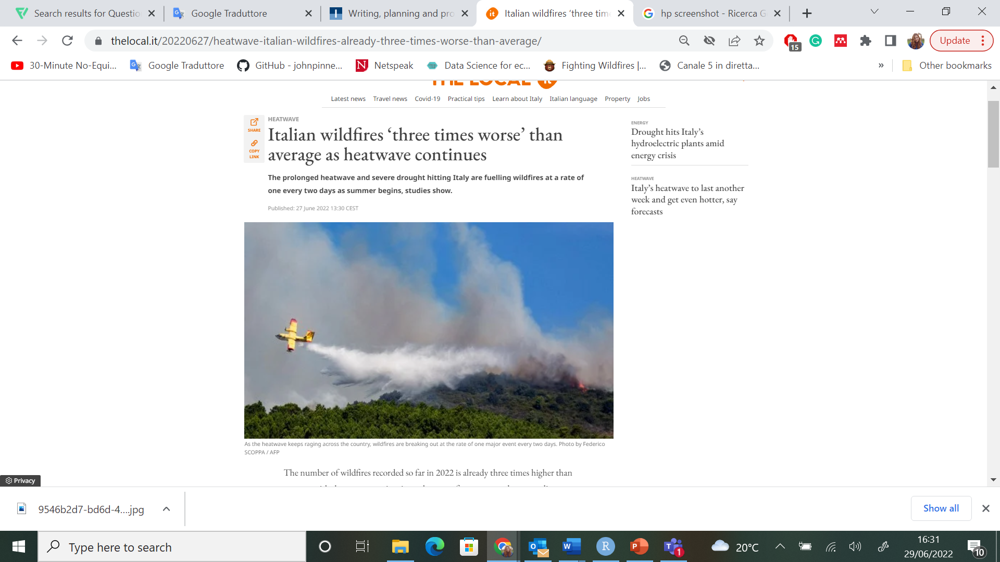 Search results for Questio
Google Traduttore
Writing, planning and pro
Italian wildfires ‘three tim
hp screenshot - Ricerca G
thelocal.it/20220627/heatwave-italian-wildfires-already-three-times-worse-than-average/
15
Update
30-Minute No-Equi...
Google Traduttore
GitHub - johnpinne...
Netspeak
Data Science for ec...
Fighting Wildfires |...
Canale 5 in diretta...
»
Other bookmarks
THE LOCAL it
Latest news Travel news Covid-19 Practical tips Learn about Italy Italian language Property Jobs
SHARE
COPY
LINK
HEATWAVE
Italian wildfires ‘three times worse’ than
average as heatwave continues
The prolonged heatwave and severe drought hitting Italy are fuelling wildfires at a rate of
one every two days as summer begins, studies show.
Published: 27 June 2022 13:30 CEST
ENERGY
Drought hits Italy’s
hydroelectric plants amid
energy crisis
HEATWAVE
Italy’s heatwave to last another
week and get even hotter, say
forecasts
As the heatwave keeps raging across the country, wildfires are breaking out at the rate of one major event every two days. Photo by Federico
SCOPPA / AFP
The number of wildfires recorded so far in 2022 is already three times higher than
Privacy
9546b2d7-bd6d-4....jpg
Show all
Type here to search
20°C
16:31
29/06/2022
10